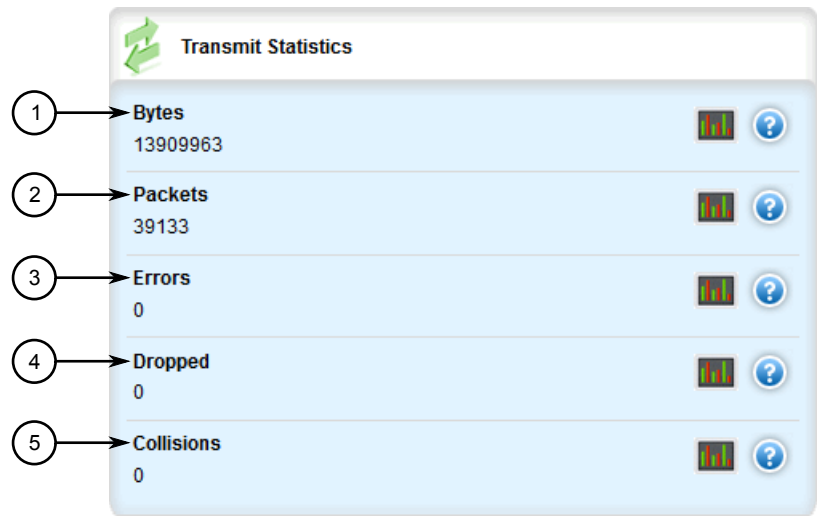 Transmit Statistics
1 Bytes
13909963
2 Packets
39133
3 Errors
0
4 Dropped
0
5 Collisions
0